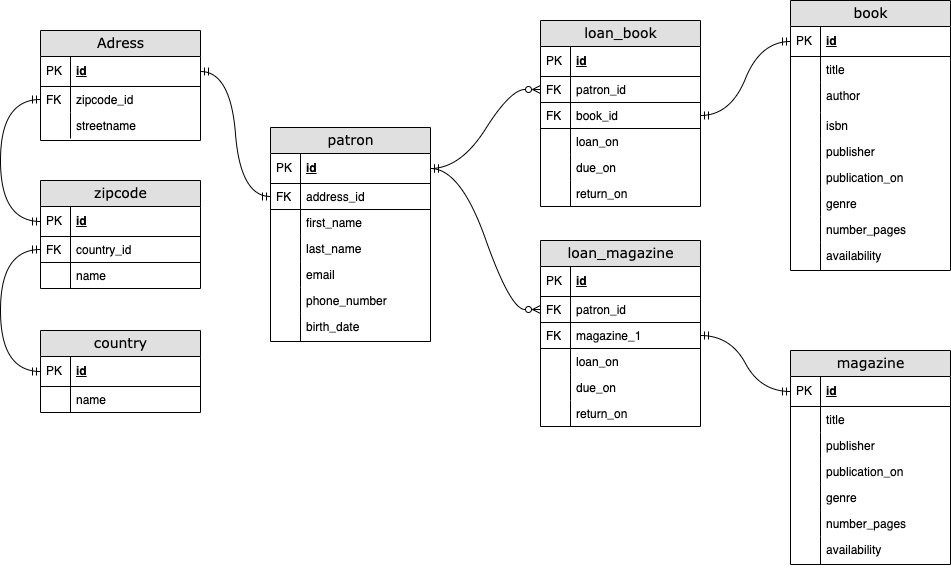 Adress
PK id
FK zipcode_id
streetname
zipcode
PK id
FK country_id
name
country
PK id
name
patron
PK id
FK address_id
first_name
last_name
email
phone_number
birth_date
loan_book
PK id
FK patron_id
FK book_id
loan_on
due_on
return_on
loan_magazine
PK id
FK patron_id
FK magazine_1
loan_on
due_on
return_on
book
PK id
title
author
isbn
publisher
publication_on
genre
number_pages
availability
magazine
PK id
title
publisher
publication_on
genre
number_pages
availability